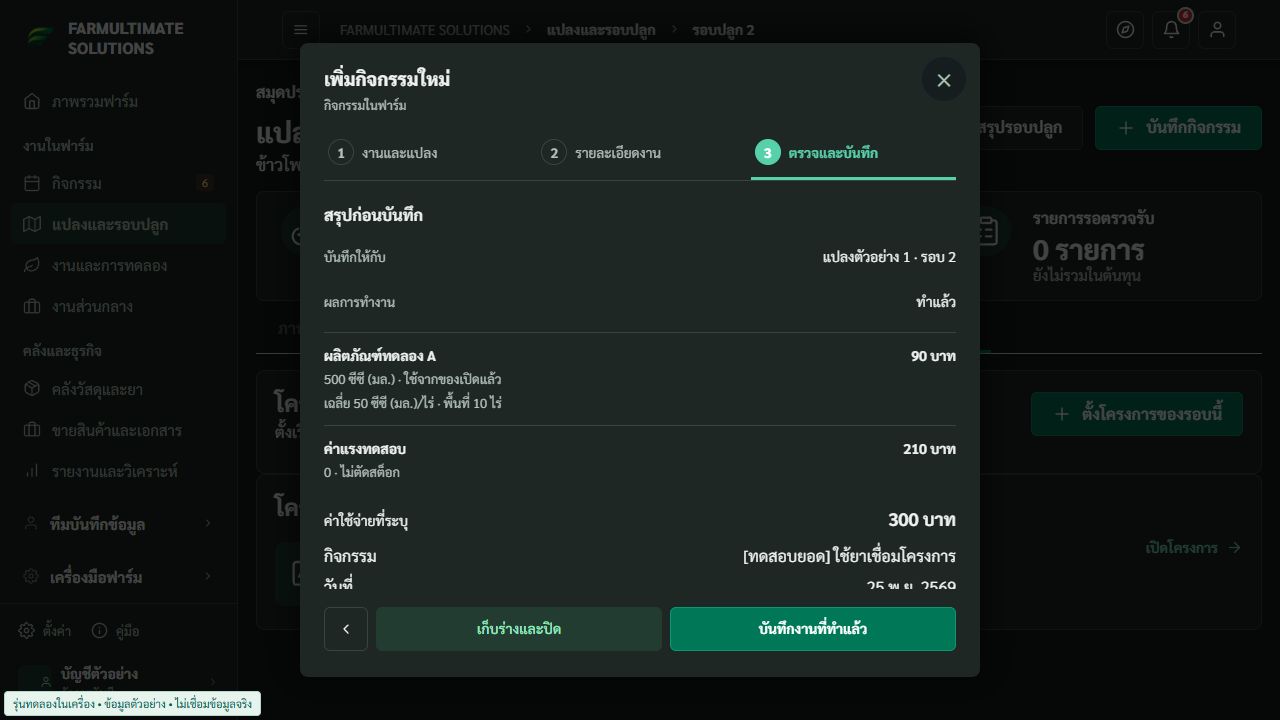 FARMULTIMATE
SOLUTIONS
ภาพรวมฟาร์ม
งานในฟาร์ม
กิจกรรม 6
แปลงและรอบปลูก
งานและการทดลอง
งานส่วนกลาง
คลังและธุรกิจ
คลังวัสดุและยา
ขายสินค้าและเอกสาร
รายงานและวิเคราะห์
ทีมบันทึกข้อมูล
เครื่องมือฟาร์ม
ตั้งค่า คู่มือ
บัญชีตัวอย่าง
รุ่นทดลองในเครื่อง • ข้อมูลตัวอย่าง • ไม่เชื่อมข้อมูลจริง
FARMULTIMATE SOLUTIONS > แปลงและรอบปลูก > รอบปลูก 2
6
บันทึกกิจกรรม
รายการรอตรวจรับ
0 รายการ
ยังไม่รวมในต้นทุน
ตั้งโครงการของรอบนี้
เปิดโครงการ
เพิ่มกิจกรรมใหม่
กิจกรรมในฟาร์ม
1 งานและแปลง
2 รายละเอียดงาน
3 ตรวจและบันทึก
สรุปก่อนบันทึก
บันทึกให้กับ แปลงตัวอย่าง 1 · รอบ 2
ผลการทำงาน ทำแล้ว
ผลิตภัณฑ์ทดลอง A 90 บาท
500 ซีซี (มล.) · ใช้จากของเปิดแล้ว
เฉลี่ย 50 ซีซี (มล.)/ไร่ · พื้นที่ 10 ไร่
ค่าแรงทดสอบ 210 บาท
0 · ไม่ตัดสต็อก
ค่าใช้จ่ายที่ระบุ 300 บาท
กิจกรรม [ทดสอบยอด] ใช้ยาเชื่อมโครงการ
วันที่ 25 พ.ย. 2569
เก็บร่างและปิด
บันทึกงานที่ทำแล้ว